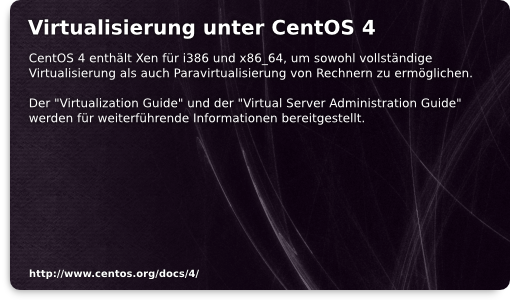 Virtualisierung unter CentOS 4
CentOS 4 enthält Xen für i386 und x86_64, um sowohl vollständige
Virtualisierung als auch Paravirtualisierung von Rechnern zu ermöglichen.
Der "Virtualization Guide" und der "Virtual Server Administration Guide"
werden für weiterführende Informationen bereitgestellt.
http://www.centos.org/docs/4/